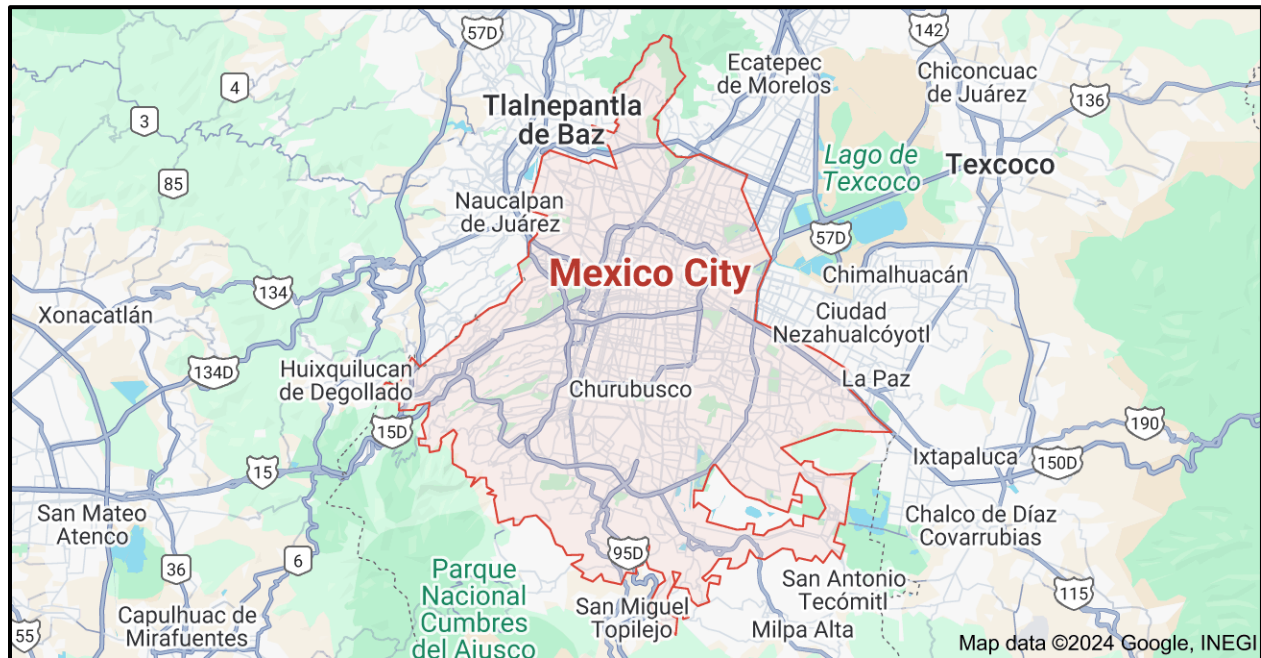 57D
142
Ecatepec
de Morelos
Chiconcuac
de Juárez
4
136
3
Tlalnepantla
de Baz
Lago de
Texcoco
Texcoco
85
Naucalpan
de Juárez
57D
Mexico City
Chimalhuacán
134
Xonacatlán
Ciudad
Nezahualcóyotl
134D
Huixquilucan
de Degollado
Churubusco
La Paz
15D
190
15
Ixtapaluca
150D
San Mateo
Atenco
Chalco de Díaz
Covarrubias
95D
6
36
Parque
Nacional
Cumbres
del Ajusco
San Antonio
Tecómitl
115
San Miguel
Topilejo
Milpa Alta
Capulhuac de
Mirafuentes
55
Map data ©2024 Google, INEGI